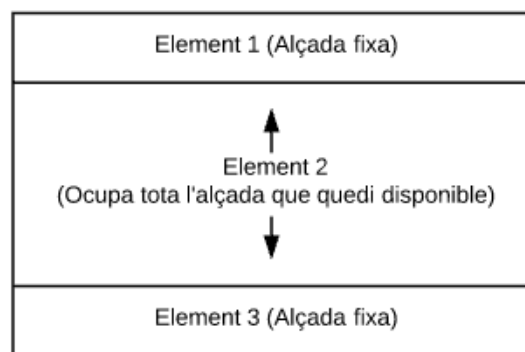 Element 1 (Alçada fixa)
Element 2
(Ocupa tota l'alçada que quedi disponible)
Element 3 (Alçada fixa)